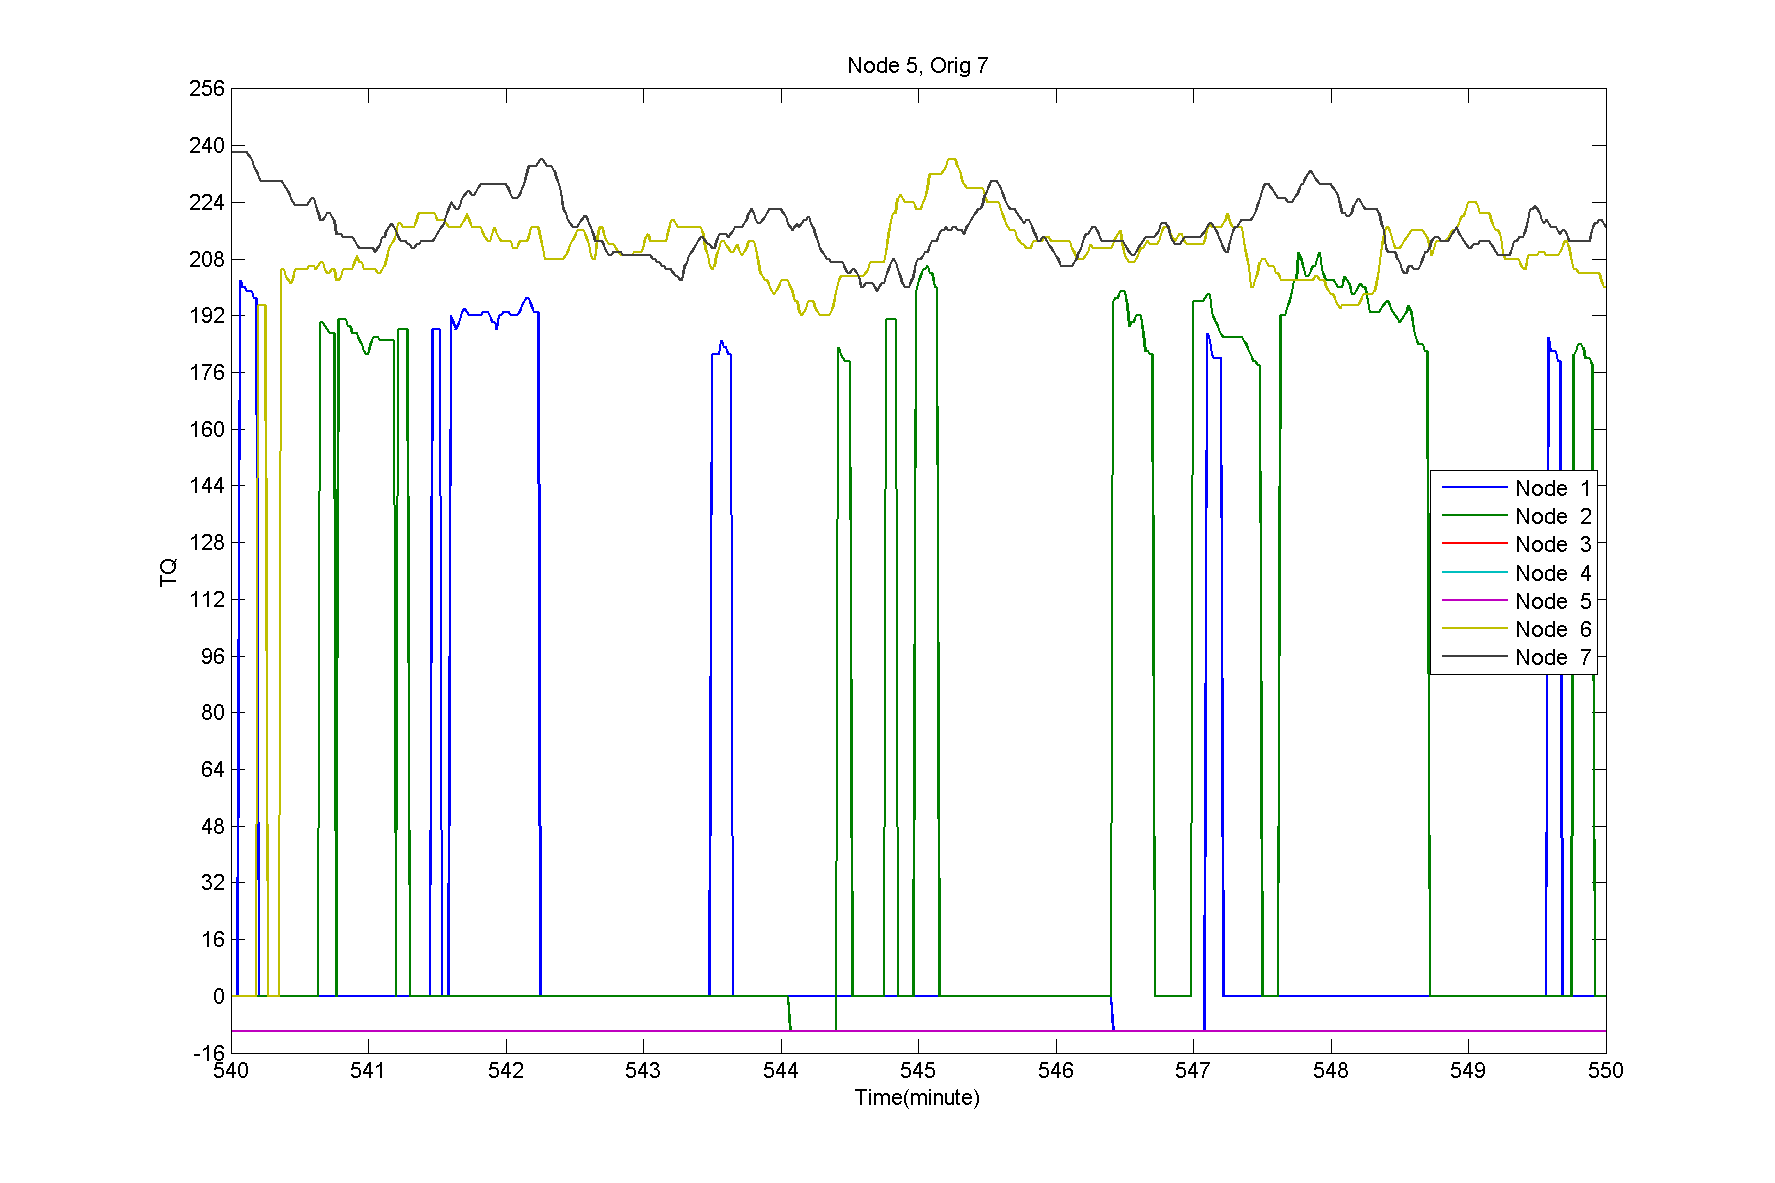 Node 5, Orig 7
256
240
224
208
192
176
160
144
128
112
96
80
64
48
32
16
0
-16
TQ
540 541 542 543 544 545 546 547 548 549 550
Time(minute)
Node 1
Node 2
Node 3
Node 4
Node 5
Node 6
Node 7